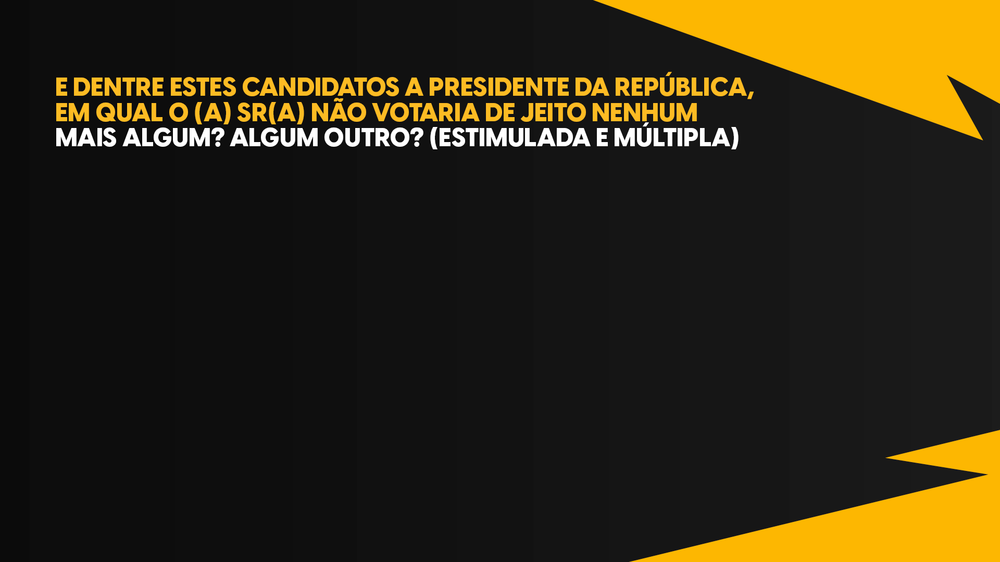 E DENTRE ESTES CANDIDATOS A PRESIDENTE DA REPÚBLICA,
EM QUAL O (A) SR(A) NÃO VOTARIA DE JEITO NENHUM
MAIS ALGUM? ALGUM OUTRO? (ESTIMULADA E MÚLTIPLA)